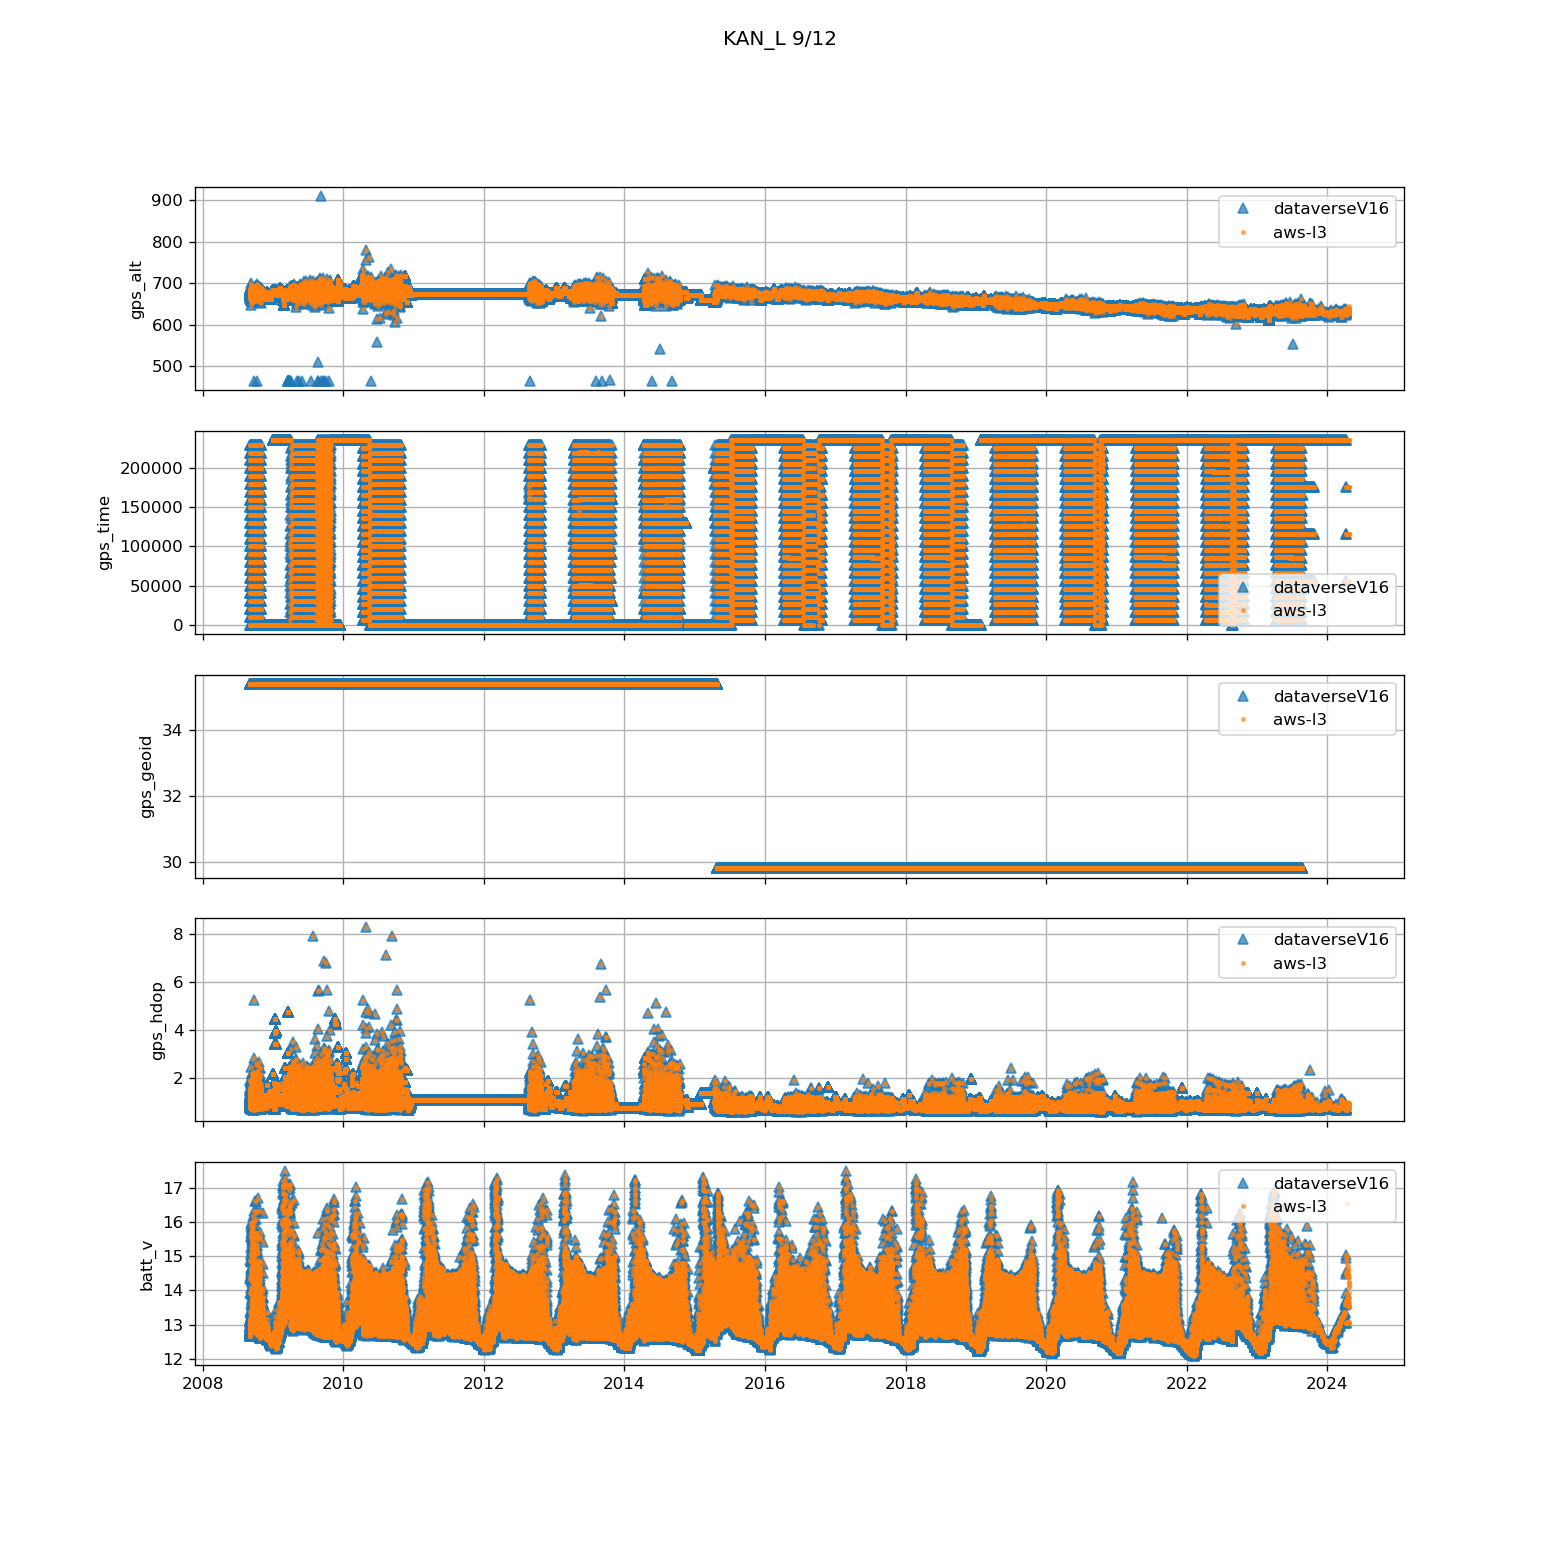 KAN_L 9/12
900
800
700
600
500
gps_alt
dataverseV16
aws-l3
200000
150000
100000
50000
0
gps_time
dataverseV16
aws-l3
34
32
30
gps_geoid
dataverseV16
aws-l3
8
6
4
2
gps_hdop
dataverseV16
aws-l3
17
16
15
14
13
12
batt_v
dataverseV16
aws-l3
2008 2010 2012 2014 2016 2018 2020 2022 2024